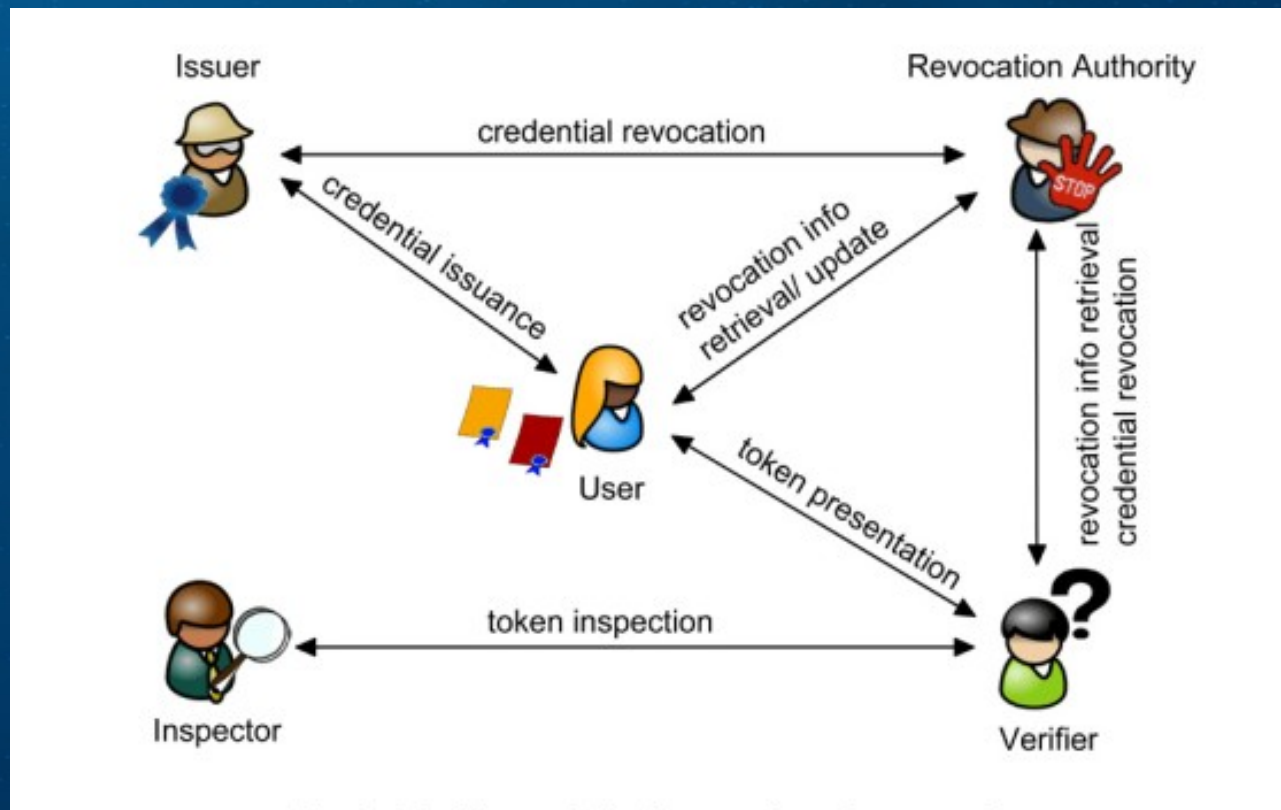 Issuer
Revocation Authority
credential revocation
STOP
credential issuance
revocation info
retrieval/ update
revocation info retrieval
credential revocation
User
token presentation
token inspection
Inspector
Verifier